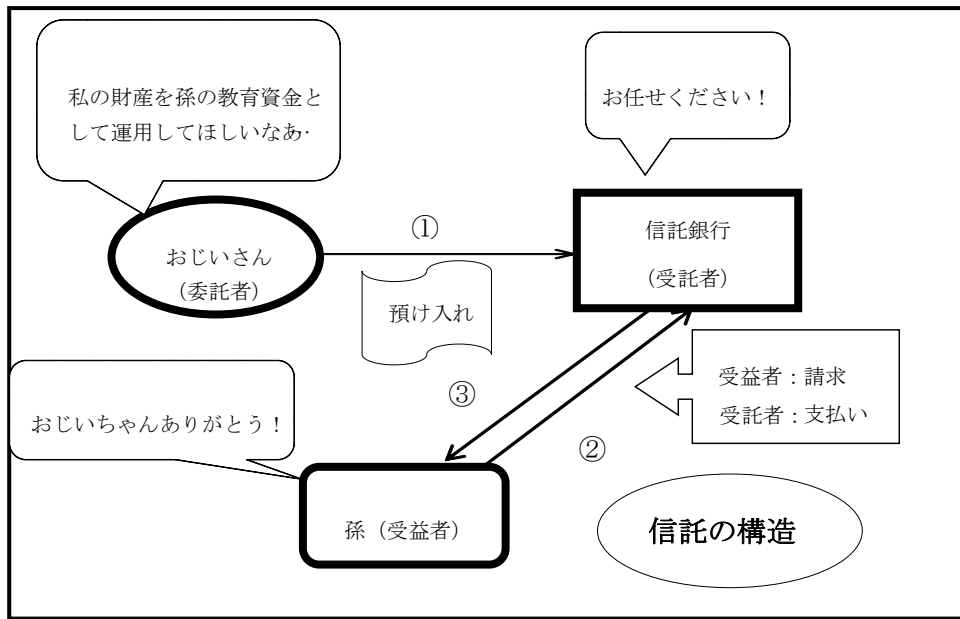 私の財産を孫の教育資金と
して運用してほしいなあ·
お任せください！
おじいさん
（委託者）
①
信託銀行
（受託者）
預け入れ
受益者：請求
受託者：支払い
③
おじいちゃんありがとう！
②
孫（受益者）
信託の構造